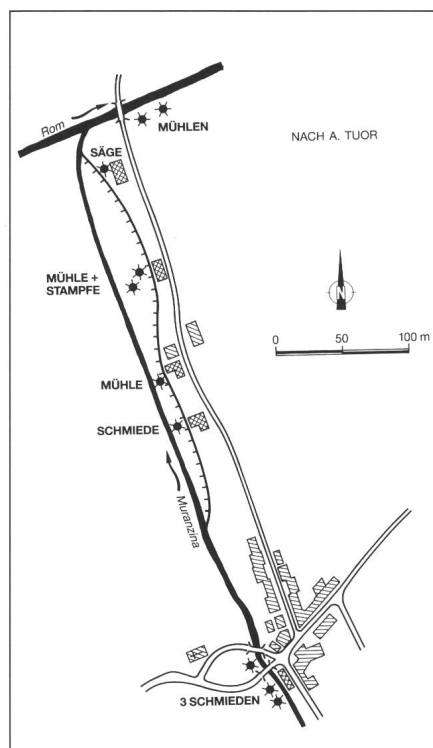 Rom
MÜHLEN
NACH A. TUOR
SÄGE
N
MÜHLE +
STAMPFE
0 50 100 m
MÜHLE
SCHMIEDE
Muranzina
3 SCHMIEDEN